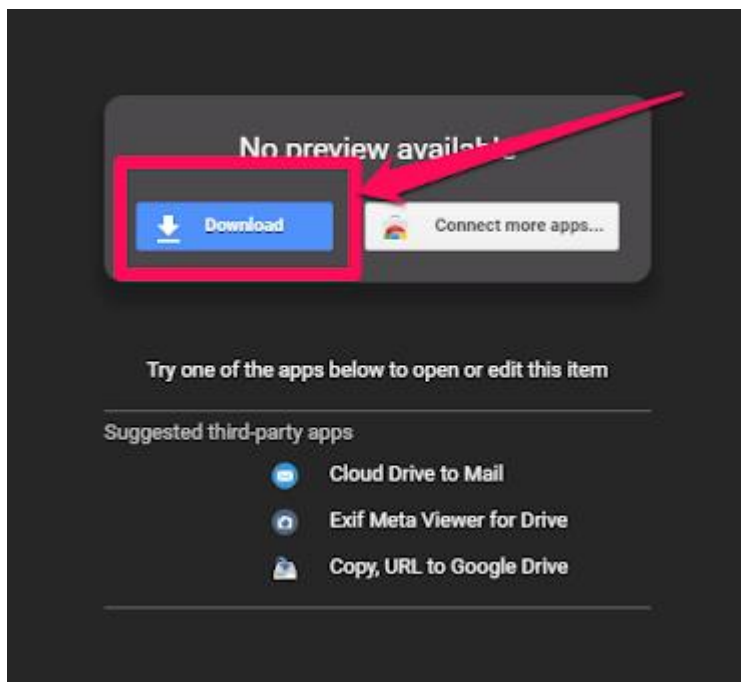 No preview available
Download
Connect more apps...
Try one of the apps below to open or edit this item
Suggested third-party apps
Cloud Drive to Mail
Exif Meta Viewer for Drive
Copy, URL to Google Drive